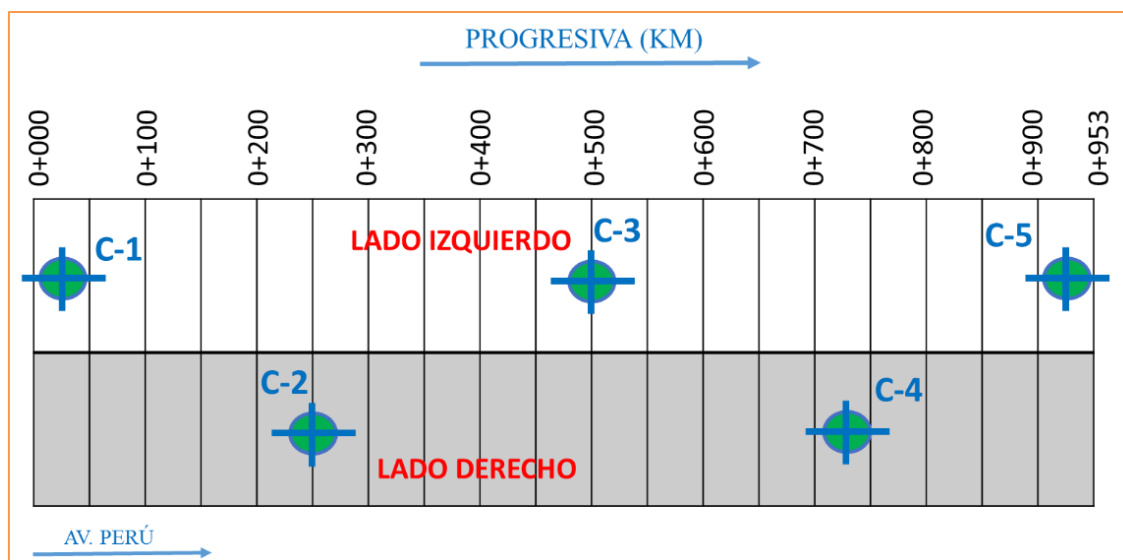 PROGRESIVA (KM)
0+000
0+100
0+200
0+300
0+400
0+500
0+600
0+700
0+800
0+900
0+953
C-1
LADO IZQUIERDO
C-3
C-5
C-2
C-4
LADO DERECHO
AV. PERÚ